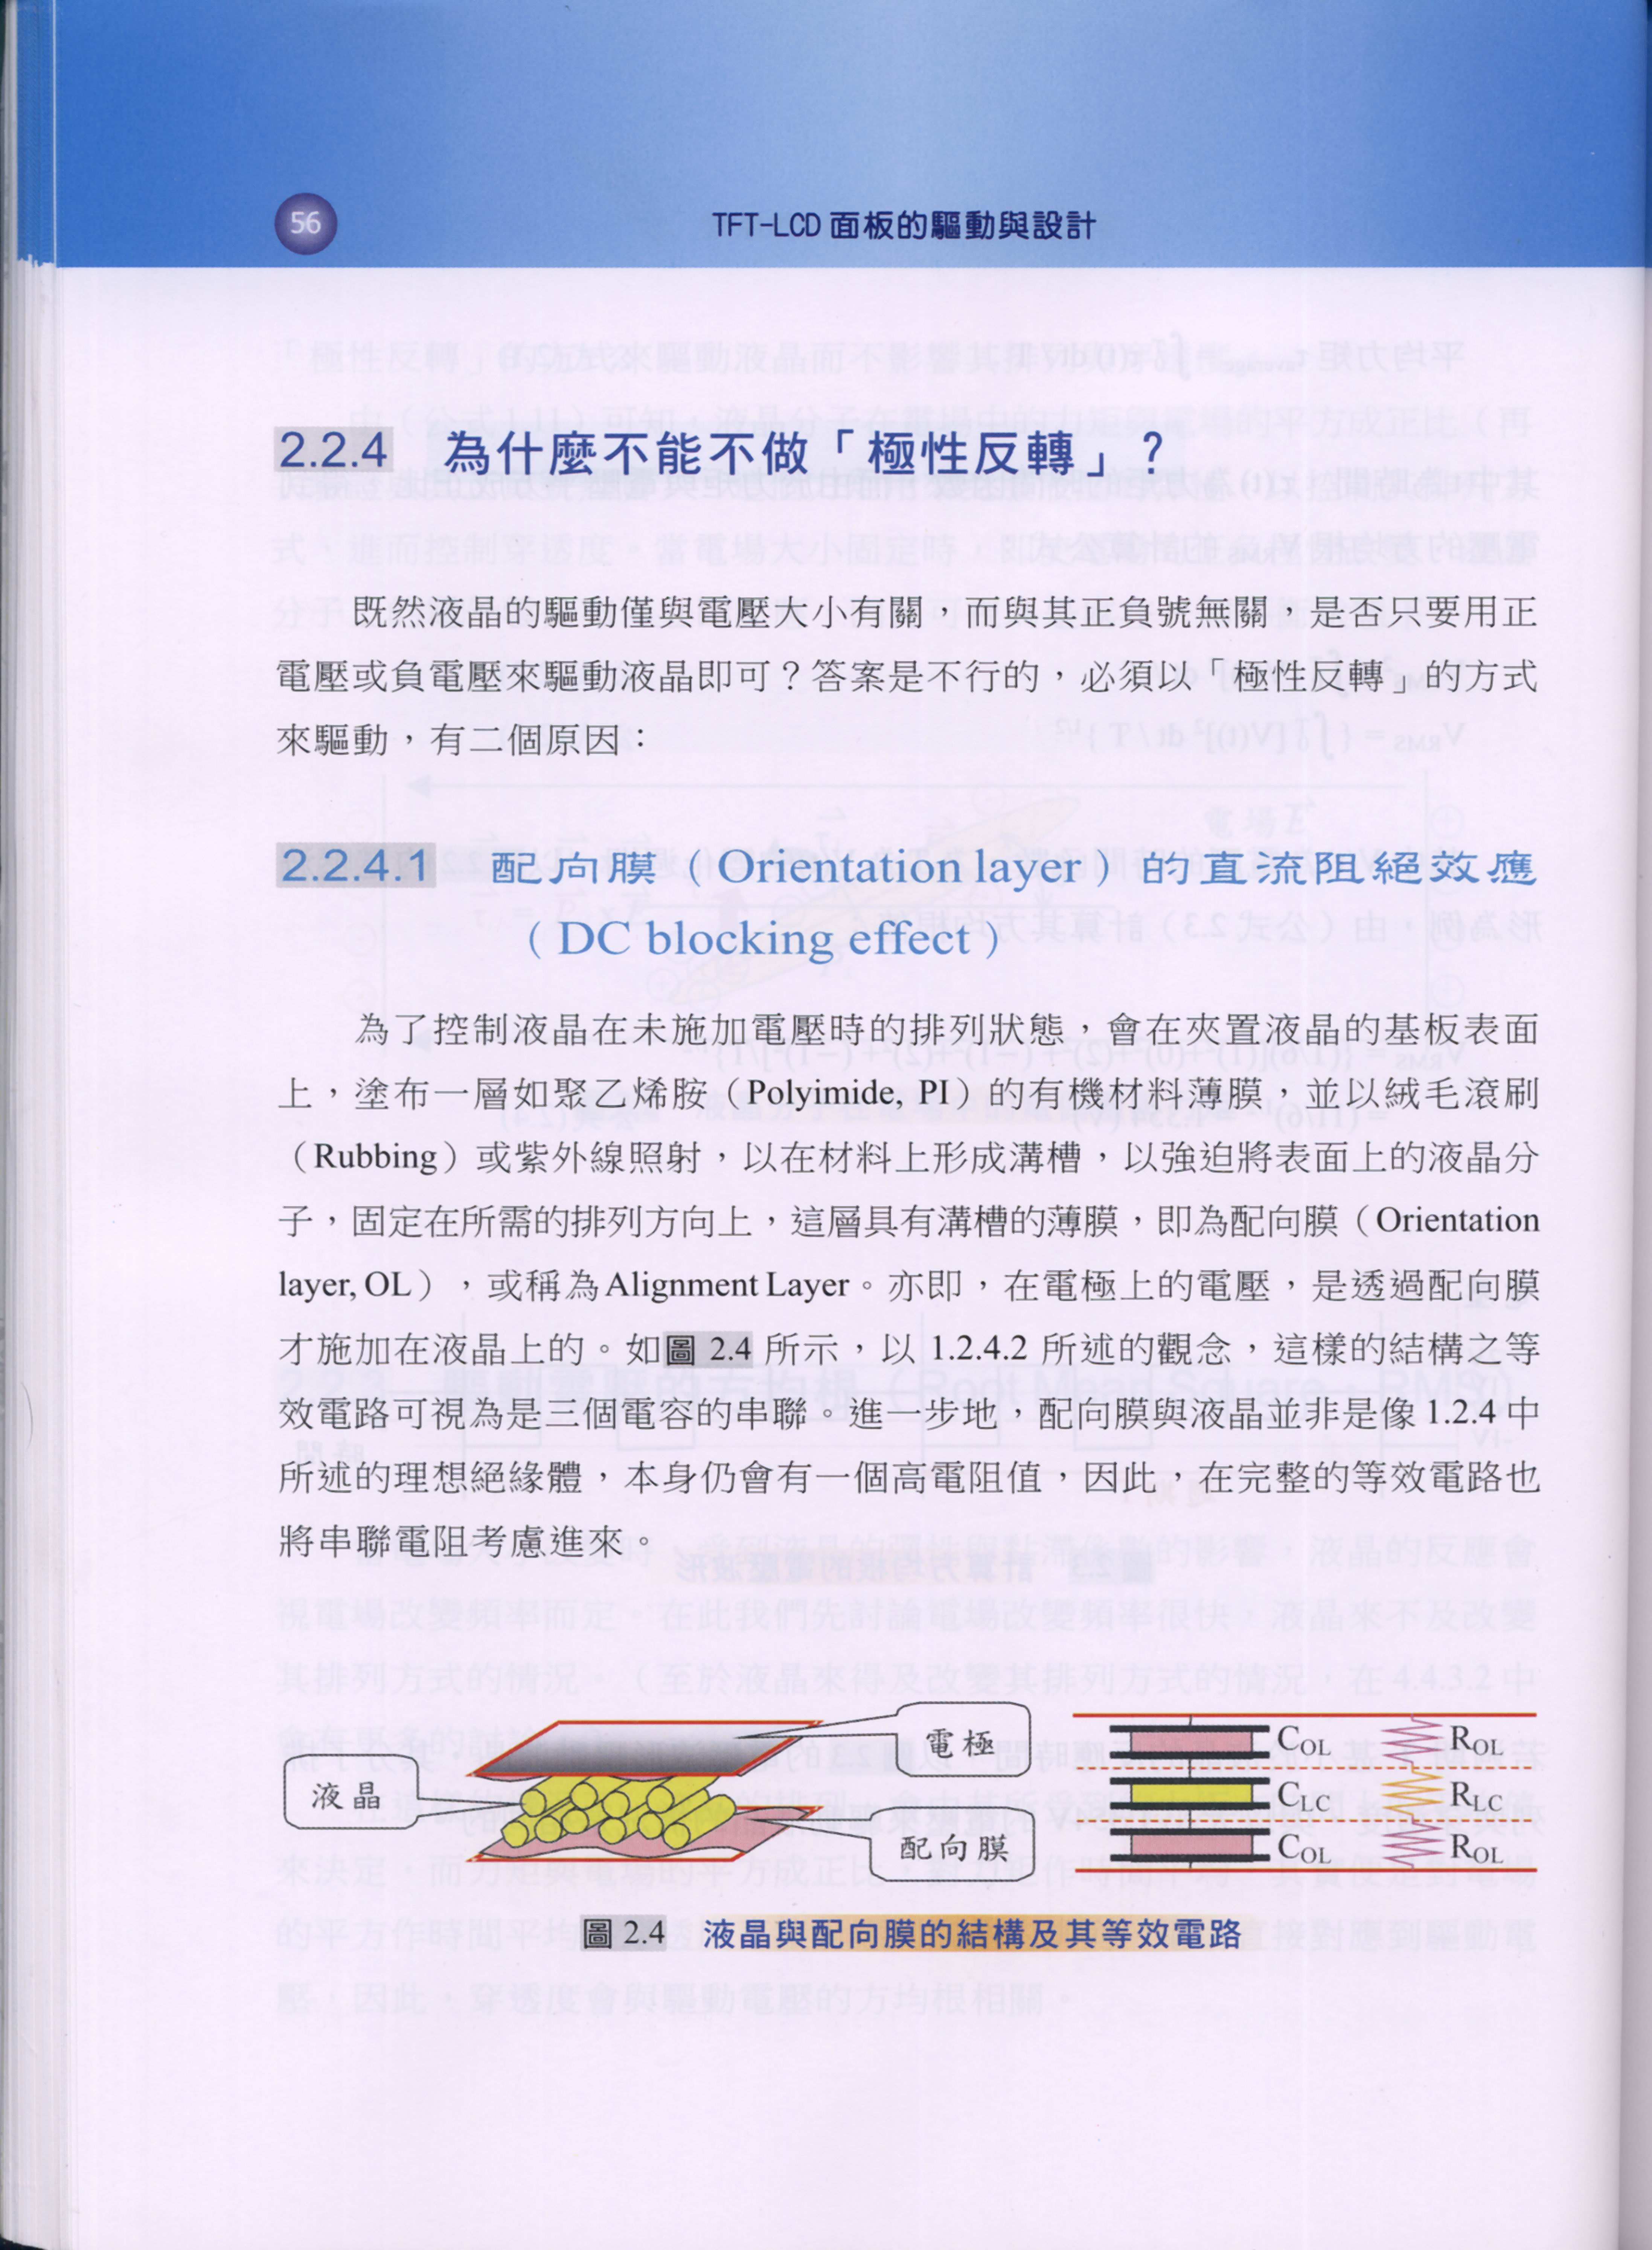 56
TFT-LCD 面板的驅動與設計
2.2.4 為什麼不能不做「極性反轉」？
既然液晶的驅動僅與電壓大小有關，而與其正負號無關，是否只要用正
電壓或負電壓來驅動液晶即可？答案是不行的，必須以「極性反轉」的方式
來驅動，有二個原因：
2.2.4.1 配向膜（Orientation layer）的直流阻絕效應
（DC blocking effect）
為了控制液晶在未施加電壓時的排列狀態，會在夾置液晶的基板表面
上，塗布一層如聚乙烯胺（Polyimide, PI）的有機材料薄膜，並以絨毛滾刷
（Rubbing）或紫外線照射，以在材料上形成溝槽，以強迫將表面上的液晶分
子，固定在所需的排列方向上，這層具有溝槽的薄膜，即為配向膜（Orientation
layer, OL），或稱為Alignment Layer。亦即，在電極上的電壓，是透過配向膜
才施加在液晶上的。如圖 2.4 所示，以 1.2.4.2 所述的觀念，這樣的結構之等
效電路可視為是三個電容的串聯。進一步地，配向膜與液晶並非是像 1.2.4 中
所述的理想絕緣體，本身仍會有一個高電阻值，因此，在完整的等效電路也
將串聯電阻考慮進來。
液晶
電極
配向膜
COL ROL
CLC RLC
COL ROL
圖 2.4 液晶與配向膜的結構及其等效電路